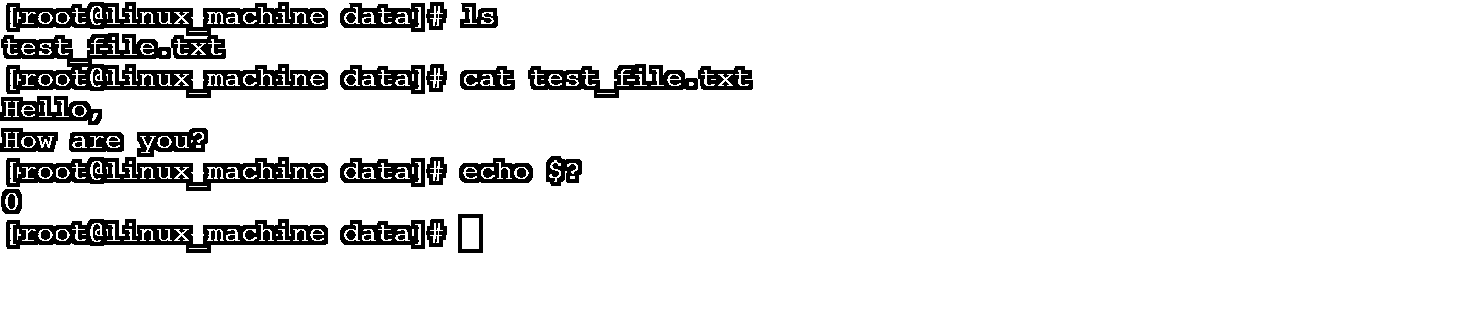 [root@linux_machine data]# ls
test_file.txt
[root@linux_machine data]# cat test_file.txt
Hello,
How are you?
[root@linux_machine data]# echo $?
0
[root@linux_machine data]#